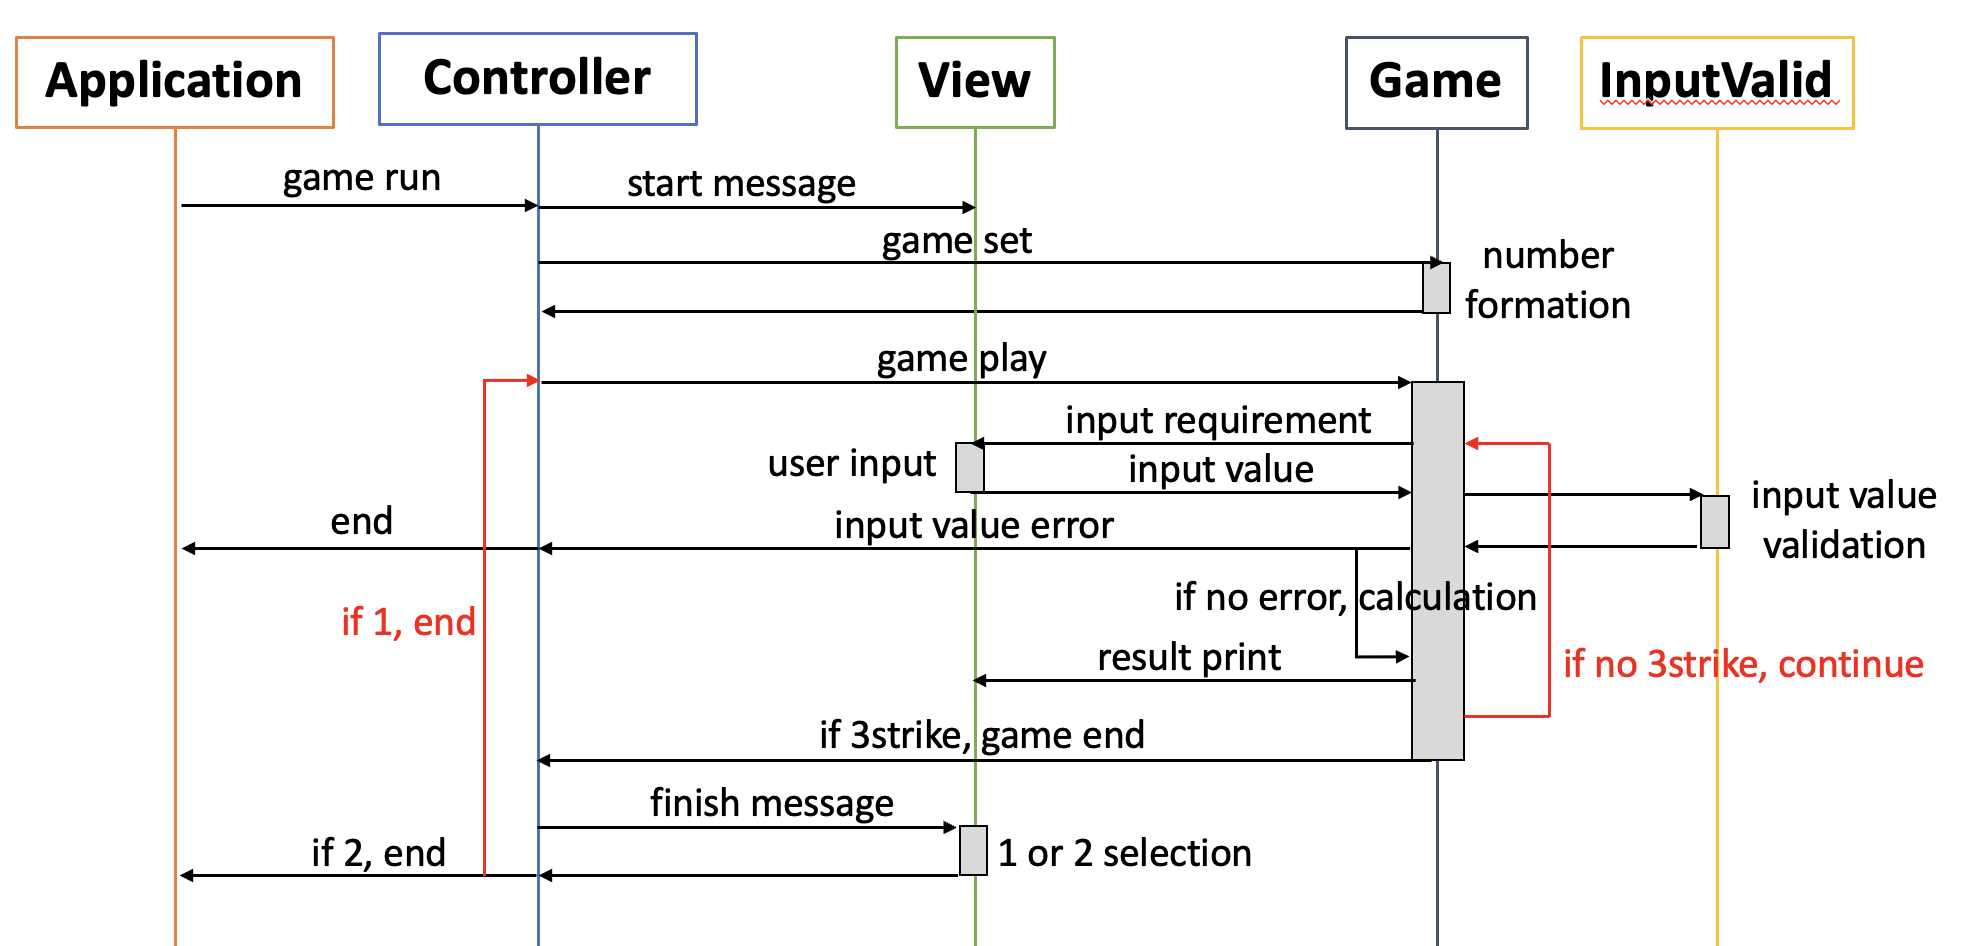 Application
Controller
View
Game
InputValid
game run
start message
game set
number
formation
game play
input requirement
user input
input value
input value
validation
end
input value error
if no error, calculation
if 1, end
result print
if no 3strike, continue
if 3strike, game end
finish message
if 2, end
1 or 2 selection